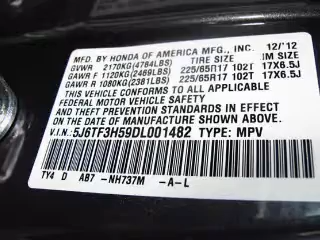 MFD. BY HONDA OF AMERICA MFG., INC. 12/'12
GVWR 2170KG(4784LBS) TIRE SIZE RIM SIZE
GAWR F 1120KG(2469LBS) 225/65R17 102T 17X6.5J
GAWR R 1080KG(2381LBS) 225/65R17 102T 17X6.5J
THIS VEHICLE CONFORMS TO ALL APPLICABLE
FEDERAL MOTOR VEHICLE SAFETY
AND THEFT PREVENTION STANDARDS IN EFFECT
ON THE DATE OF MANUFACTURE SHOWN ABOVE.
V.I.N.: 5J6TF3H59DL001482 TYPE: MPV
TY4 D AB7 -NH737M -A-L